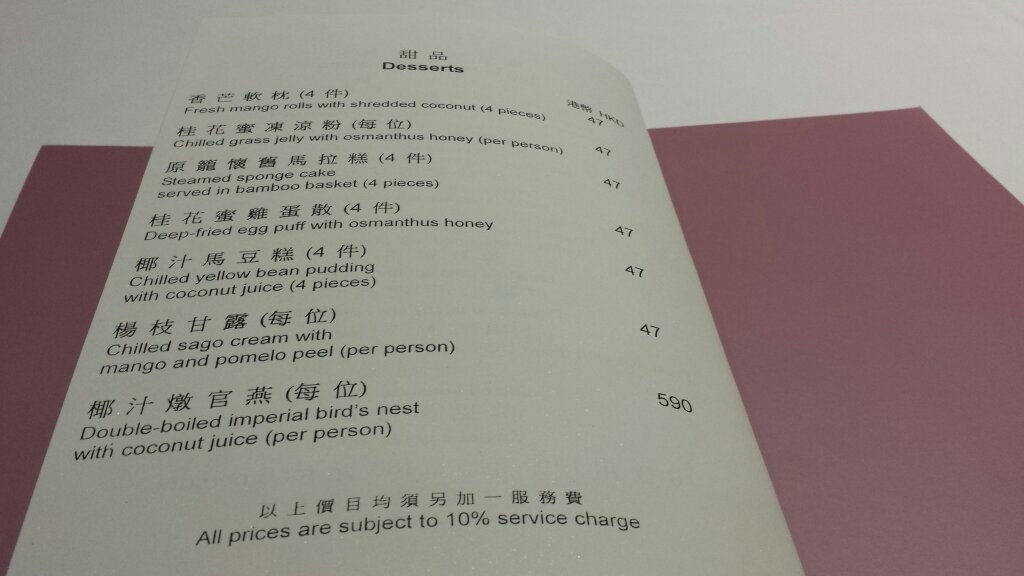 甜品
Desserts
港幣 HKD
香芒軟枕 (4 件)
Fresh mango rolls with shredded coconut (4 pieces) 47
桂花蜜凍涼粉 (每位)
Chilled grass jelly with osmanthus honey (per person) 47
原籠懷舊馬拉糕 (4 件)
Steamed sponge cake
served in bamboo basket (4 pieces) 47
桂花蜜雞蛋散 (4 件)
Deep-fried egg puff with osmanthus honey 47
椰汁馬豆糕 (4 件)
Chilled yellow bean pudding 47
with coconut juice (4 pieces)
楊枝甘露 (每位)
Chilled sago cream with 47
mango and pomelo peel (per person)
椰汁燉官燕 (每位)
Double-boiled imperial bird's nest 590
with coconut juice (per person)
以上價目均須另加一服務費
All prices are subject to 10% service charge